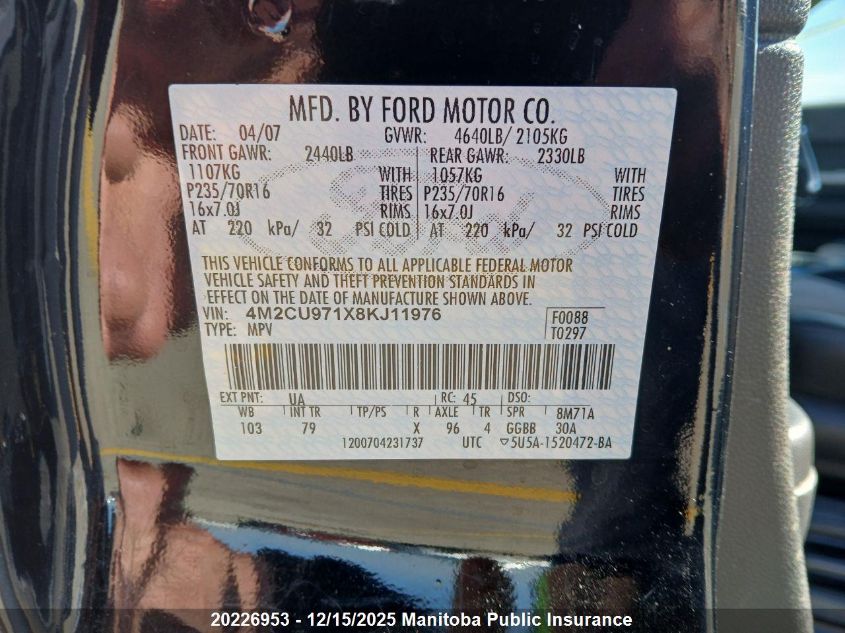 MFD. BY FORD MOTOR CO.
DATE: 04/07 GVWR: 4640LB/ 2105KG
FRONT GAWR: 2440LB REAR GAWR: 2330LB
1107KG WITH 1057KG WITH
P235/70R16 TIRES P235/70R16 TIRES
16x7.0J RIMS 16x7.0J RIMS
AT 220 kPa/ 32 PSI COLD AT 220 kPa/ 32 PSI COLD
THIS VEHICLE CONFORMS TO ALL APPLICABLE FEDERAL MOTOR
VEHICLE SAFETY AND THEFT PREVENTION STANDARDS IN
EFFECT ON THE DATE OF MANUFACTURE SHOWN ABOVE.
VIN: 4M2CU971X8KJ11976 F0088
TYPE: MPV T0297
EXT PNT: UA RC: 45 DSO:
WB INT TR TP/PS R AXLE TR SPR 8M71A
103 79 X 96 4 GGBB 30A
1200704231737 UTC ▽5U5A-1520472-BA
20226953 - 12/15/2025 Manitoba Public Insurance